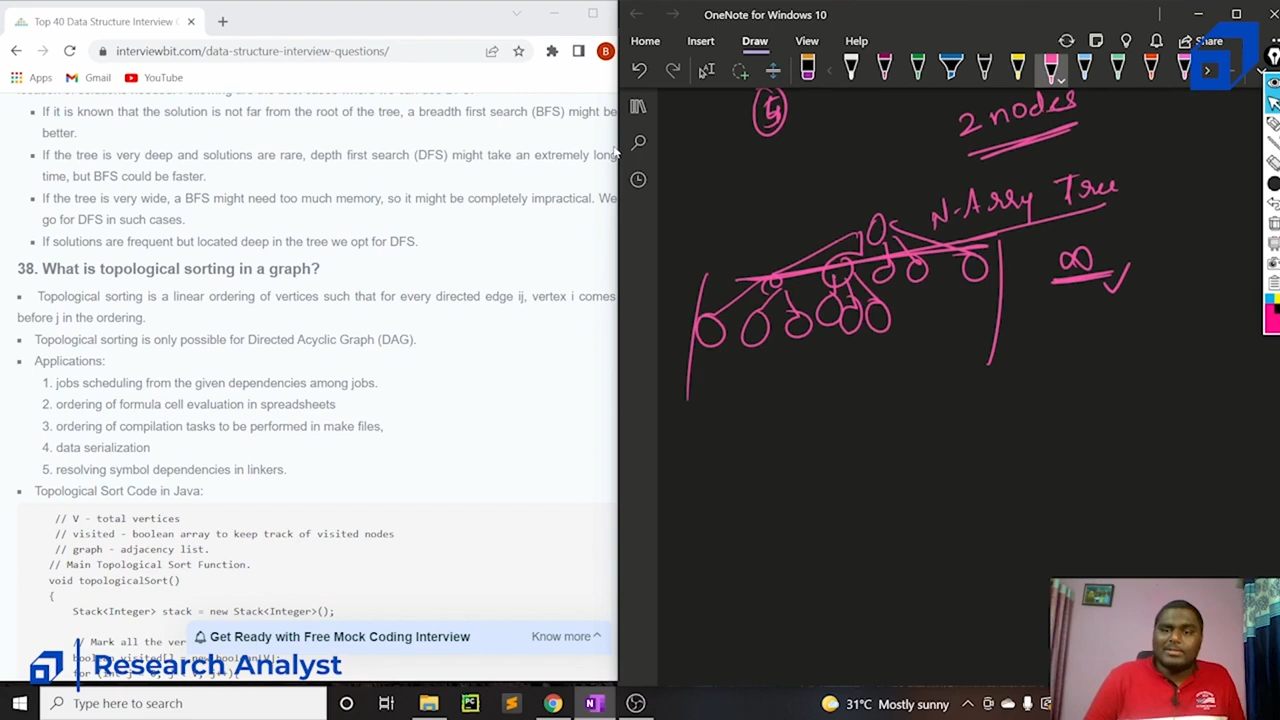 Top 40 Data Structure Interview
interviewbit.com/data-structure-interview-questions/
B
Apps
Gmail
YouTube
If it is known that the solution is not far from the root of the tree, a breadth first search (BFS) might be
better.
If the tree is very deep and solutions are rare, depth first search (DFS) might take an extremely long
time, but BFS could be faster.
If the tree is very wide, a BFS might need too much memory, so it might be completely impractical. We
go for DFS in such cases.
If solutions are frequent but located deep in the tree we opt for DFS.
38. What is topological sorting in a graph?
Topological sorting is a linear ordering of vertices such that for every directed edge ij, vertex i comes
before j in the ordering.
Topological sorting is only possible for Directed Acyclic Graph (DAG).
Applications:
1. jobs scheduling from the given dependencies among jobs.
2. ordering of formula cell evaluation in spreadsheets
3. ordering of compilation tasks to be performed in make files,
4. data serialization
5. resolving symbol dependencies in linkers.
Topological Sort Code in Java:
// V - total vertices
// visited - boolean array to keep track of visited nodes
// graph - adjacency list.
// Main Topological Sort Function.
void topologicalSort()
{
Stack<Integer> stack = new Stack<Integer>();
// Mark all the ver
Get Ready with Free Mock Coding Interview
Know more
Research Analyst
Type here to search
OneNote for Windows 10
Home Insert Draw View Help
Share
2 nodes
N-Arry Tree
∞
31°C Mostly sunny